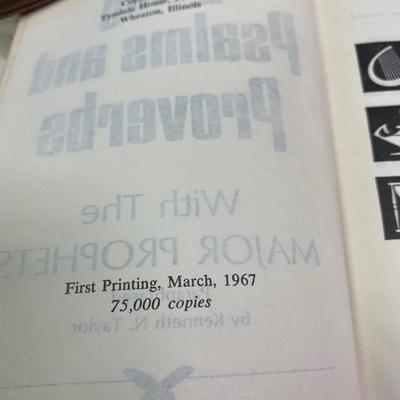 Tyndale House,
Wheaton, Illinois
Psalms and
Proverbs
With The
MAJOR PROPHETS
First Printing, March, 1967
Paraphrased
75,000 copies
by Kenneth N. Taylor